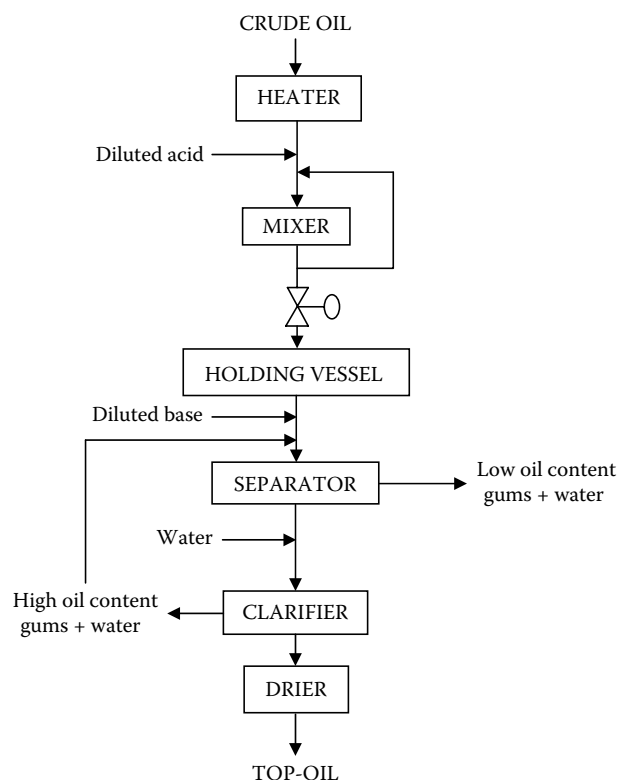 CRUDE OIL
HEATER
Diluted acid
MIXER
HOLDING VESSEL
Diluted base
SEPARATOR
Low oil content
gums + water
Water
High oil content
gums + water
CLARIFIER
DRIER
TOP-OIL